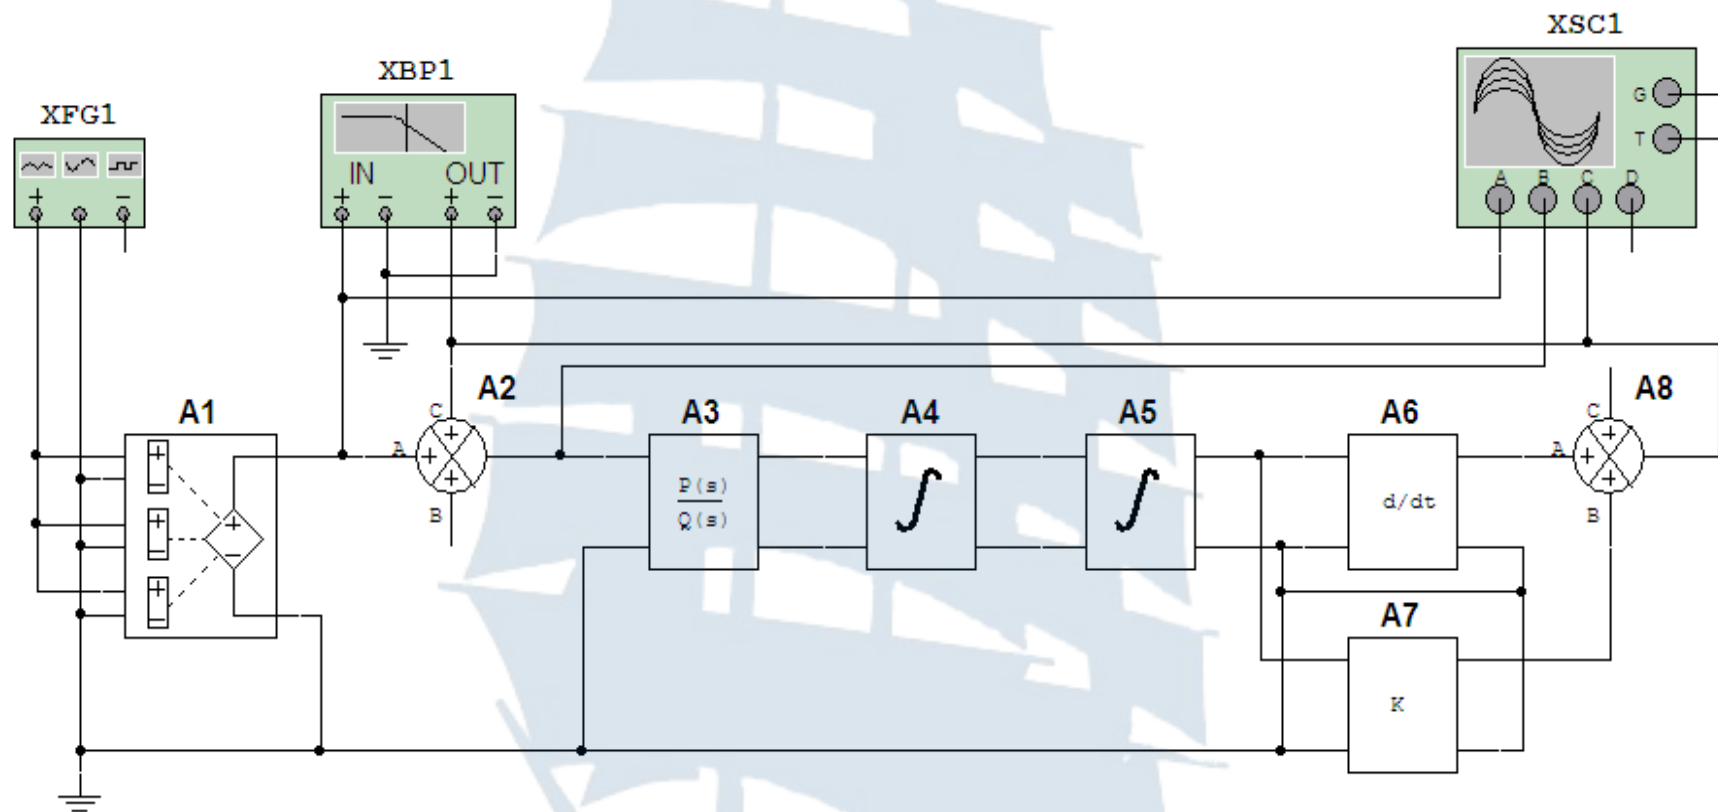 XSC1
XBP1
XFG1
G
T
A B C D
IN OUT
+ - + -
+ -
A1
A2
A3
A4
A5
A6
A8
C
A
B
P(s)
Q(s)
d/dt
C
A
B
A7
K